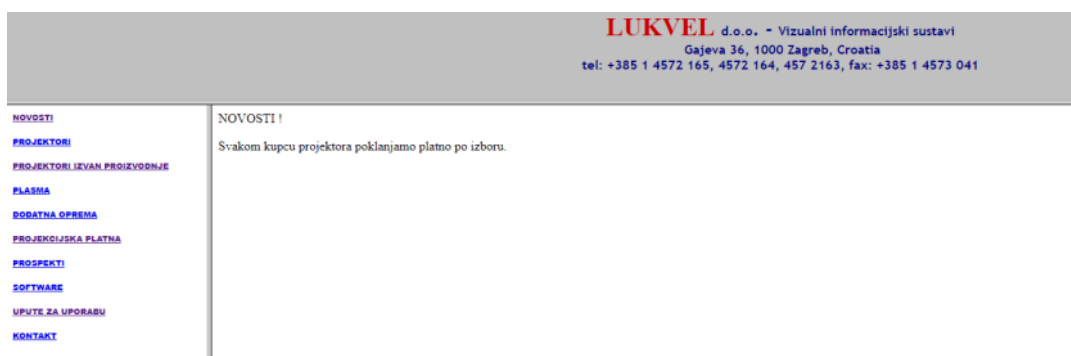 LUKVEL d.o.o. - Vizualni informacijski sustavi
Gajeva 36, 1000 Zagreb, Croatia
tel: +385 1 4572 165, 4572 164, 457 2163, fax: +385 1 4573 041
NOVOSTI
PROJEKTORI
PROJEKTORI IZVAN PROIZVODNJE
PLASMA
DODATNA OPREMA
PROJEKCIJSKA PLATNA
PROSPEKTI
SOFTWARE
UPUTE ZA UPORABU
KONTAKT
NOVOSTI !
Svakom kupcu projektora poklanjamo platno po izboru.